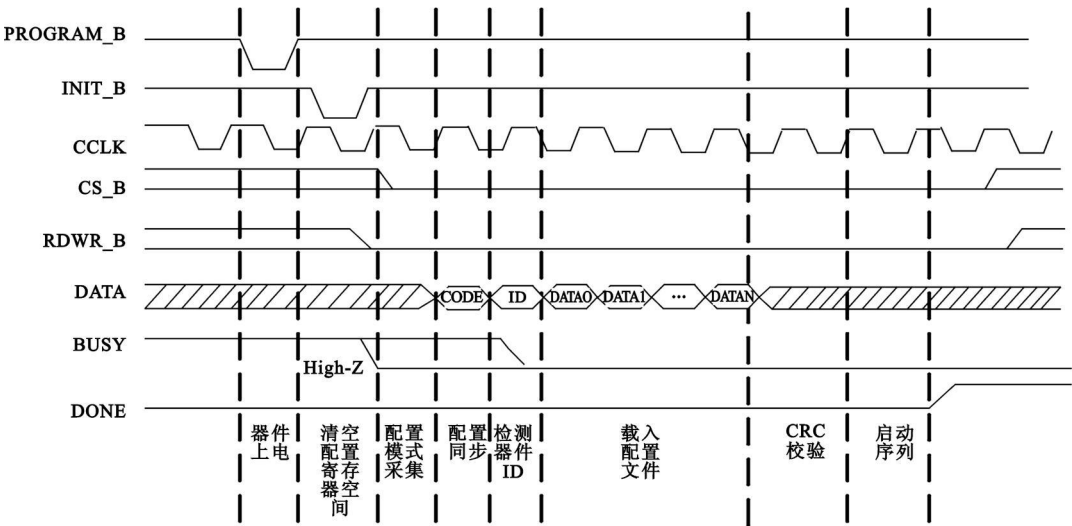 PROGRAM_B
INIT_B
CCLK
CS_B
RDWR_B
DATA
CODE
ID
DATA0
DATA1
...
DATAN
BUSY
High-Z
DONE
器件
上电
清空
配置
寄存
器空
间
配置
模式
采集
配置
同步
检测
器件
ID
载入
配置
文件
CRC
校验
启动
序列